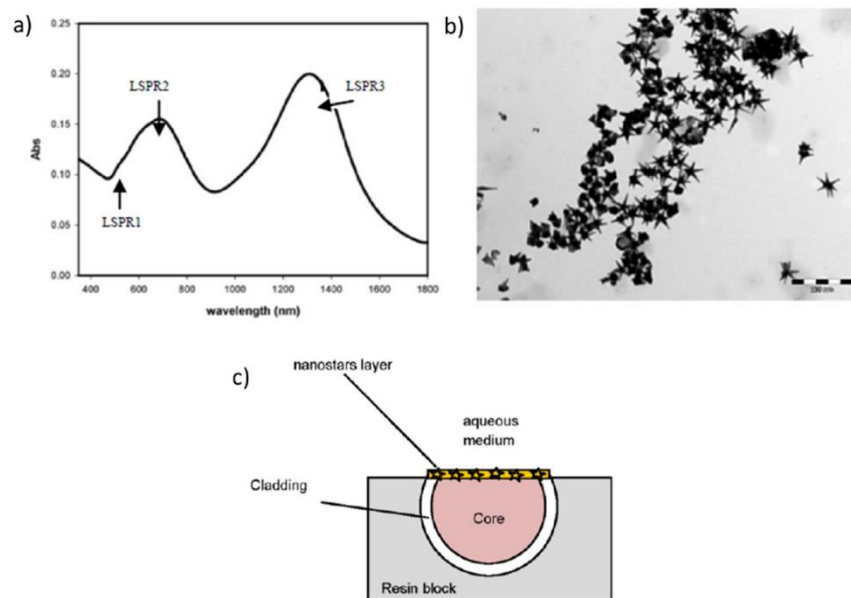 a)
0.25
0.20
0.15
0.10
0.05
0.00
Abs
LSPR1
LSPR2
LSPR3
400
600
800
1000
1200
1400
1600
1800
wavelength (nm)
b)
c)
nanostars layer
aqueous
medium
Cladding
Core
Resin block